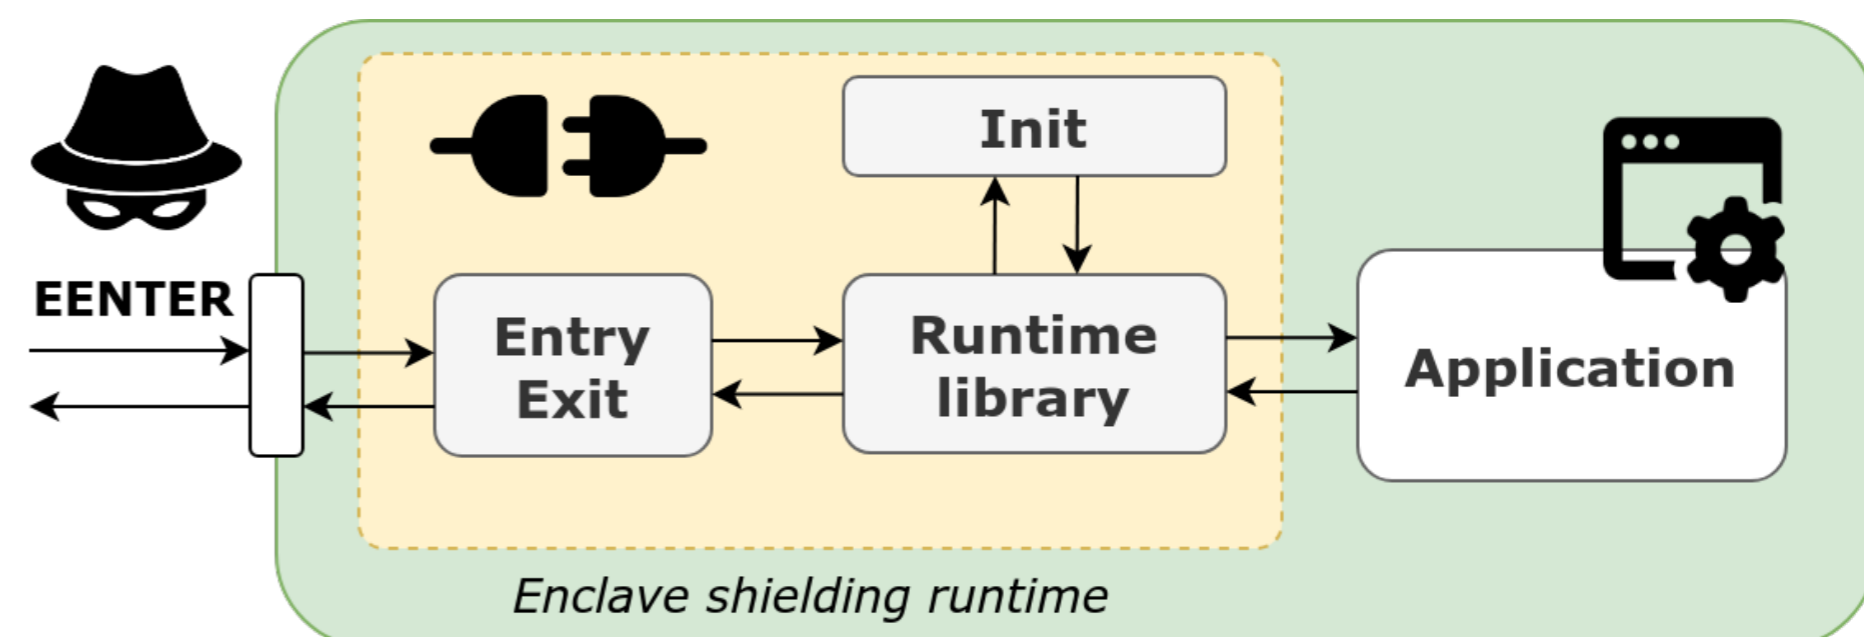 Init
EENTER
Entry
Exit
Runtime
library
Application
Enclave shielding runtime